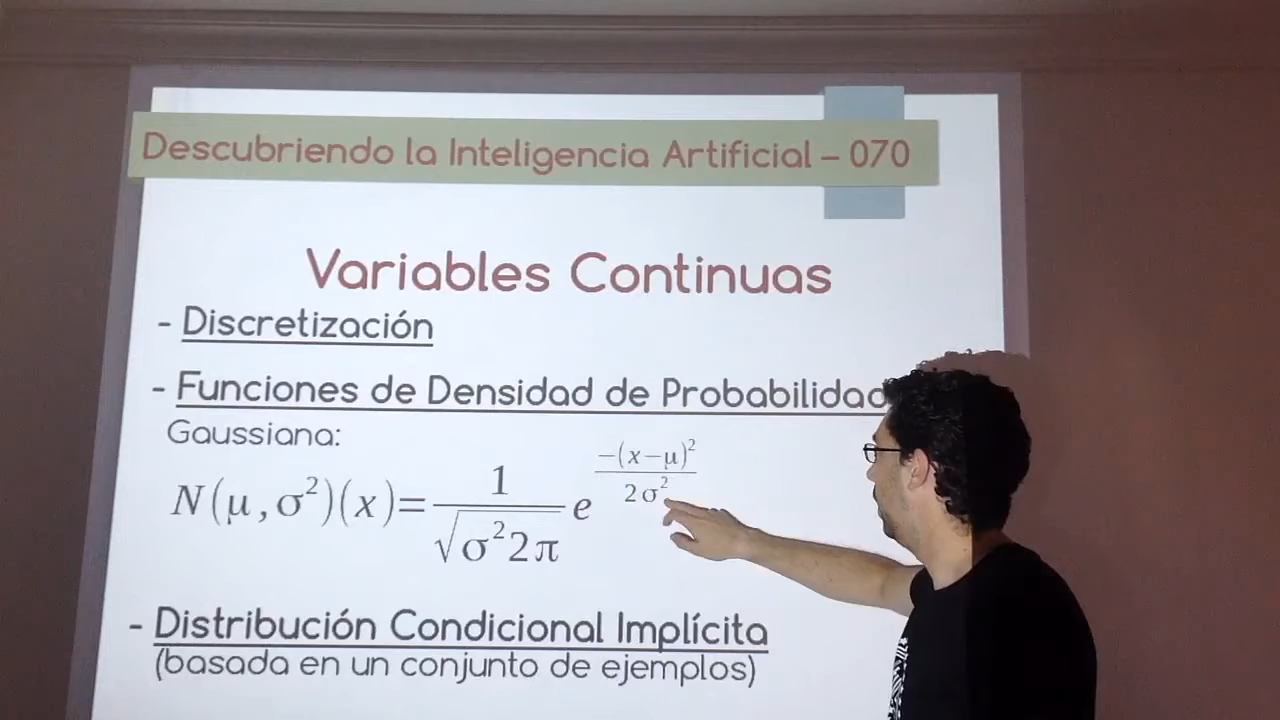 Descubriendo la Inteligencia Artificial – 070
Variables Continuas
- Discretización
- Funciones de Densidad de Probabilidad
Gaussiana:
N(μ,σ²)(x)=1/√(σ²2π) e^(−(x−μ)²/(2σ²))
- Distribución Condicional Implícita
(basada en un conjunto de ejemplos)